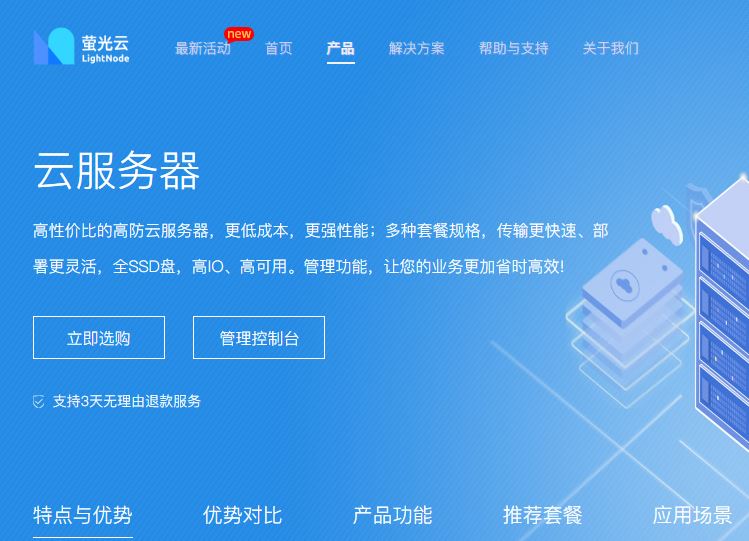 萤光云
LightNode
最新活动 new 首页 产品 解决方案 帮助与支持 关于我们
云服务器
高性价比的高防云服务器，更低成本，更强性能；多种套餐规格，传输更快速、部
署更灵活，全SSD盘，高IO、高可用。管理功能，让您的业务更加省时高效!
立即选购 管理控制台
支持3天无理由退款服务
特点与优势 优势对比 产品功能 推荐套餐 应用场景